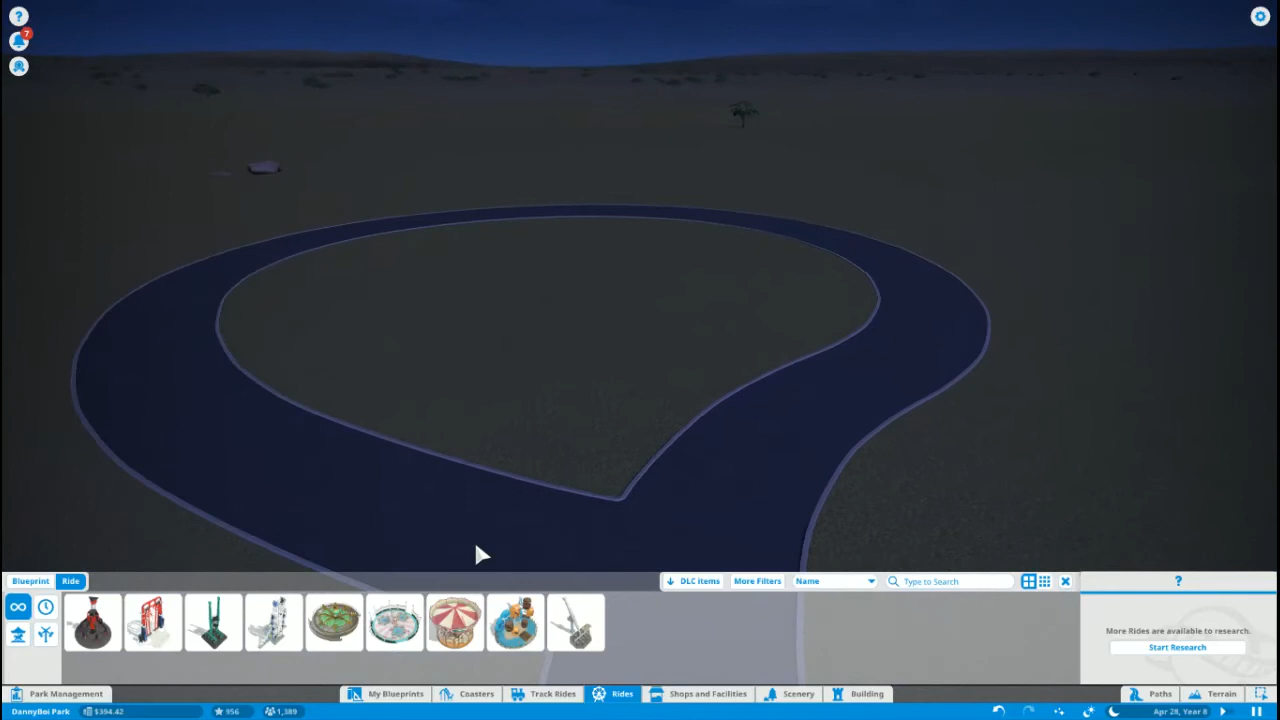 ?
7
Blueprint
Ride
DLC items
More Filters
Name
Type to Search
?
More Rides are available to research.
Start Research
Park Management
My Blueprints
Coasters
Track Rides
Rides
Shops and Facilities
Scenery
Building
Paths
Terrain
DannyBoi Park
$394.42
956
1,389
Apr 28, Year 8